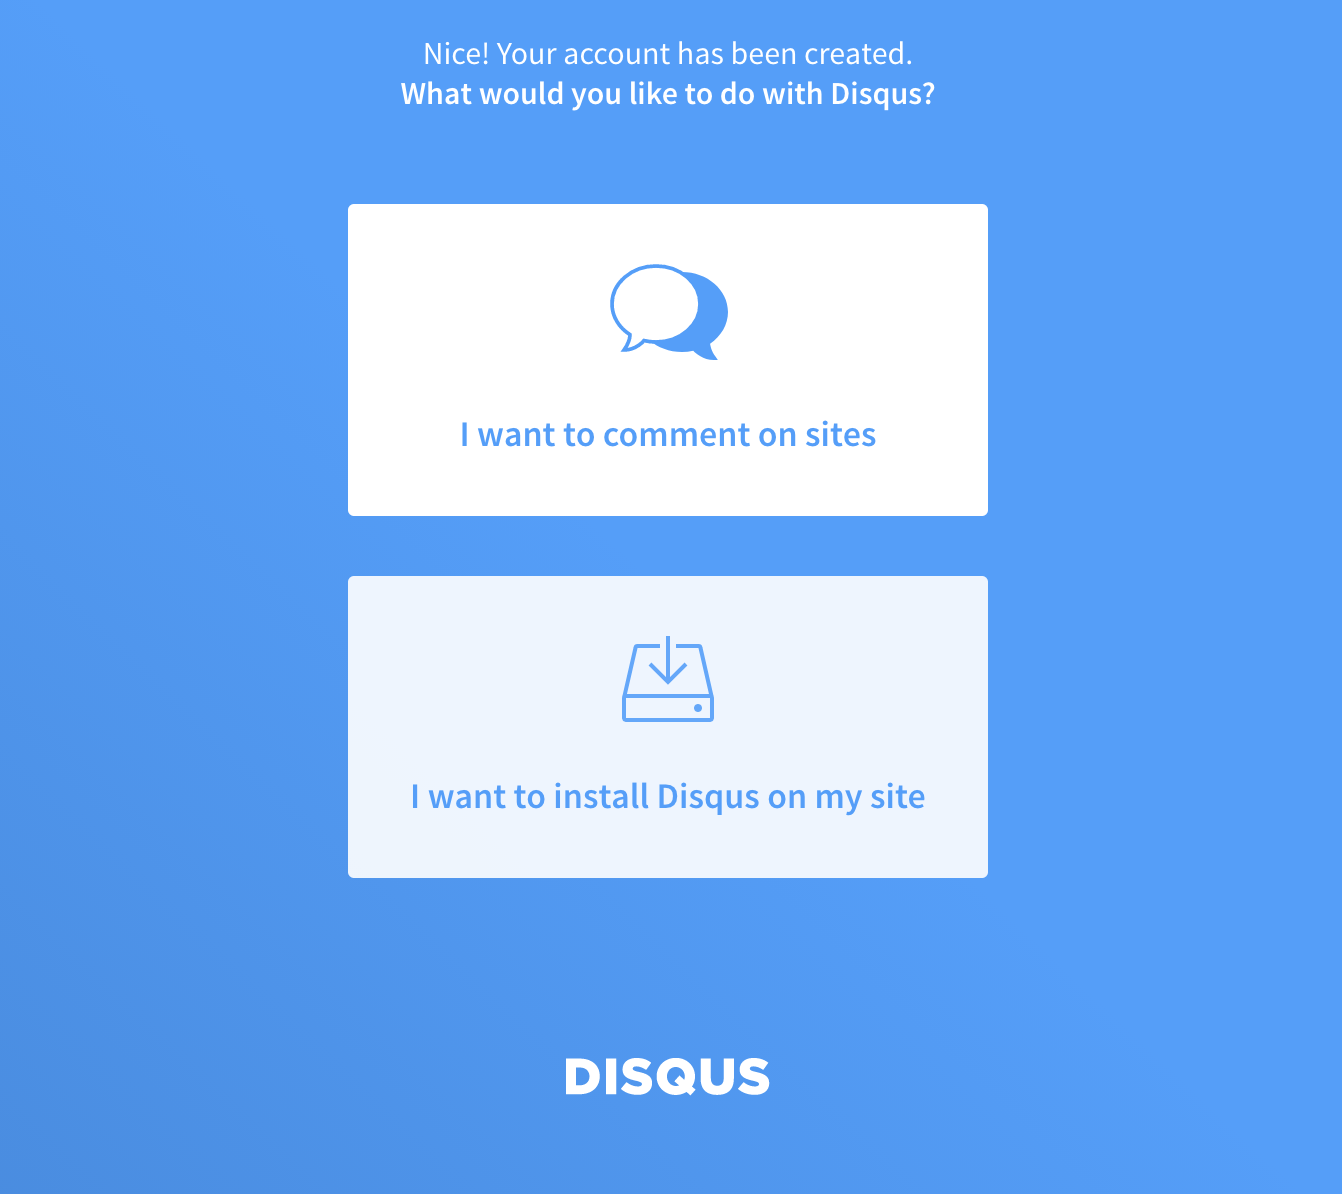 Nice! Your account has been created.
What would you like to do with Disqus?
I want to comment on sites
I want to install Disqus on my site
DISQUS